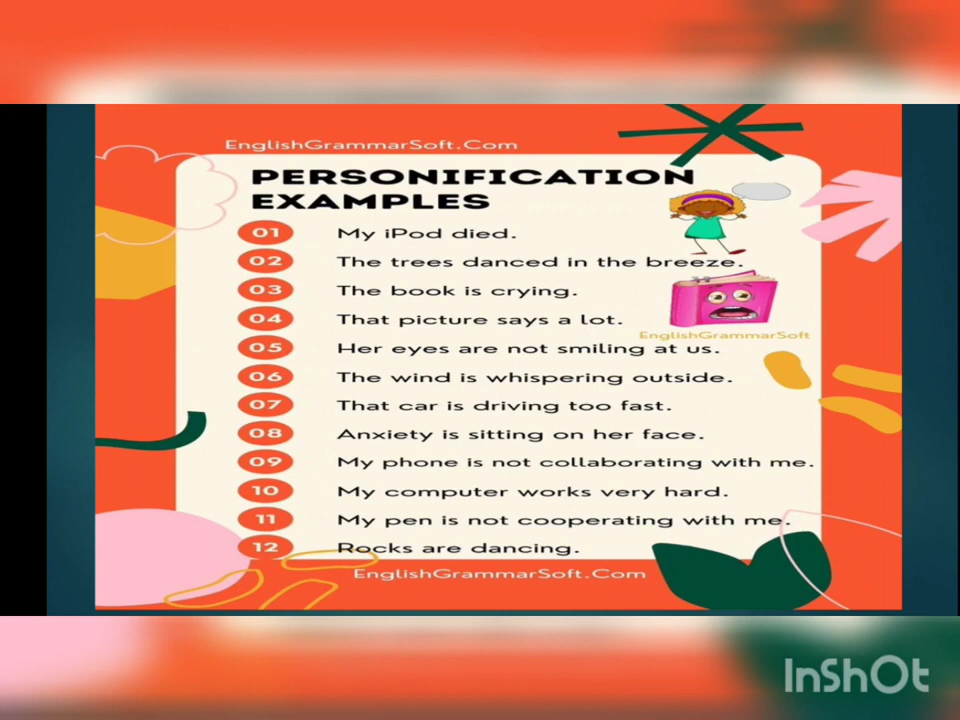 EnglishGrammarSoft.Com
PERSONIFICATION
EXAMPLES
01 My iPod died.
02 The trees danced in the breeze.
03 The book is crying.
04 That picture says a lot.
EnglishGrammarSoft
05 Her eyes are not smiling at us.
06 The wind is whispering outside.
07 That car is driving too fast.
08 Anxiety is sitting on her face.
09 My phone is not collaborating with me.
10 My computer works very hard.
11 My pen is not cooperating with me.
12 Rocks are dancing.
EnglishGrammarSoft.Com
InShOt